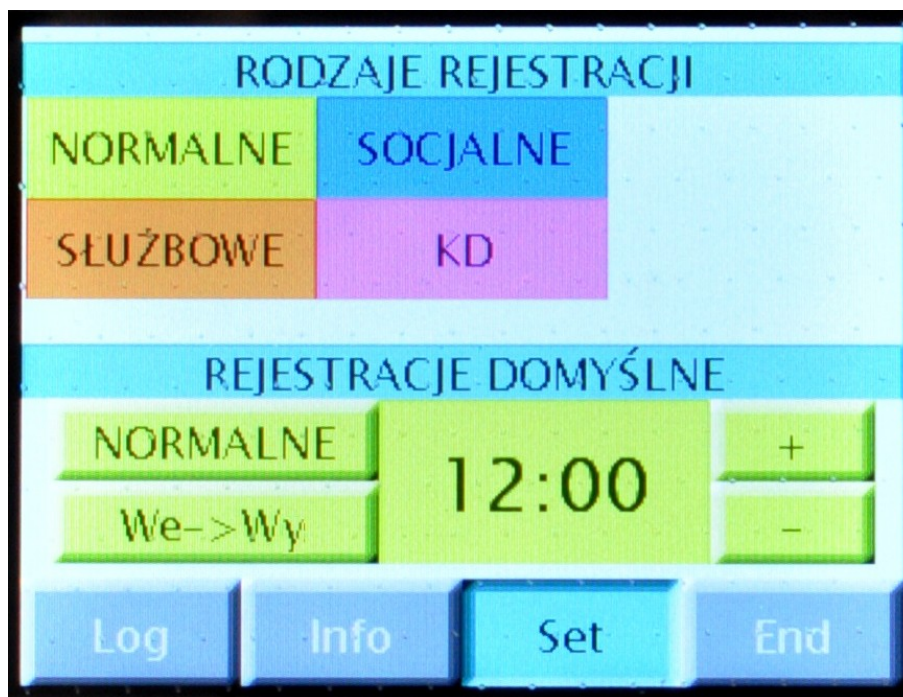 RODZAJE REJESTRACJI
NORMALNE SOCJALNE
SŁUŻBOWE KD
REJESTRACJE DOMYŚLNE
NORMALNE
12:00
+
We->Wy
-
Log Info Set End